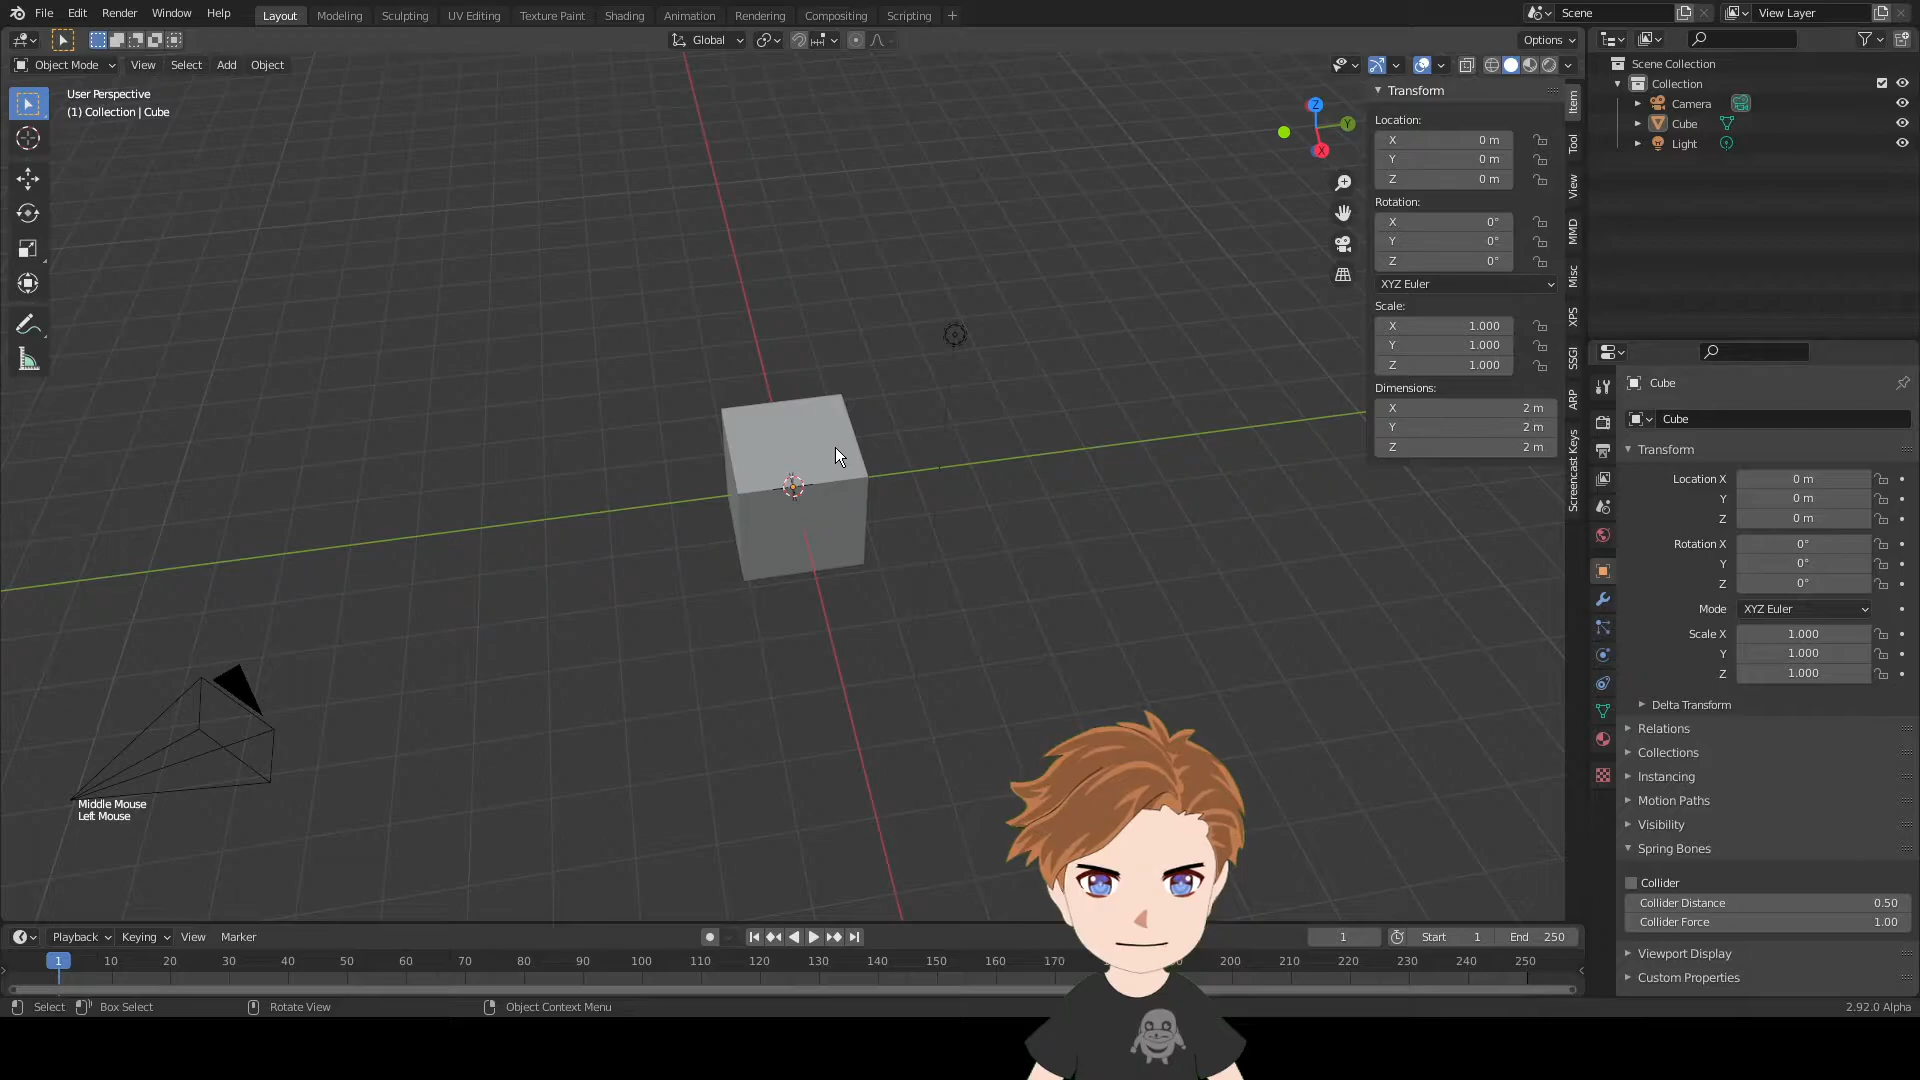 File Edit Render Window Help Layout Modeling Sculpting UV Editing Texture Paint Shading Animation Rendering Compositing Scripting + Scene View Layer
Global Options
Object Mode View Select Add Object
User Perspective
(1) Collection | Cube
Z
Y
X
Transform
Location:
X 0 m
Y 0 m
Z 0 m
Rotation:
X 0°
Y 0°
Z 0°
XYZ Euler
Scale:
X 1.000
Y 1.000
Z 1.000
Dimensions:
X 2 m
Y 2 m
Z 2 m
Item
Tool
View
MMD
Misc
XPS
SSGI
ARP
Screencast Keys
Scene Collection
Collection
Camera
Cube
Light
Cube
Cube
Transform
Location X 0 m
Y 0 m
Z 0 m
Rotation X 0°
Y 0°
Z 0°
Mode XYZ Euler
Scale X 1.000
Y 1.000
Z 1.000
Delta Transform
Relations
Collections
Instancing
Motion Paths
Visibility
Spring Bones
Collider
Collider Distance 0.50
Collider Force 1.00
Viewport Display
Custom Properties
Middle Mouse
Left Mouse
Playback Keying View Marker 1 Start 1 End 250
1 10 20 30 40 50 60 70 80 90 100 110 120 130 140 150 160 170 200 210 220 230 240 250
Select Box Select Rotate View Object Context Menu 2.92.0 Alpha